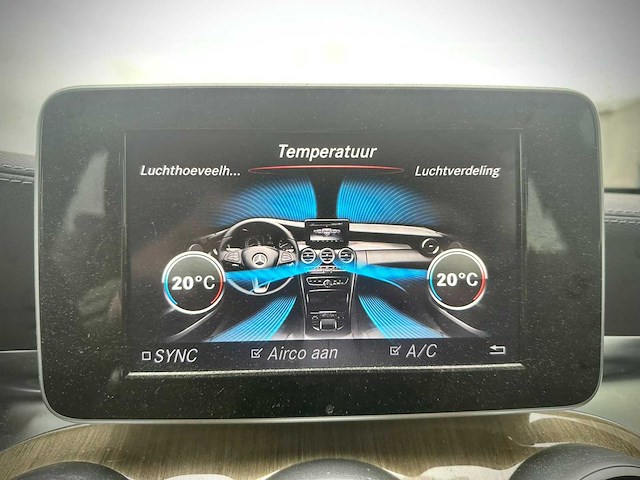 Temperatuur
Luchthoeveelh... Luchtverdeling
20°C 20°C
SYNC Airco aan A/C